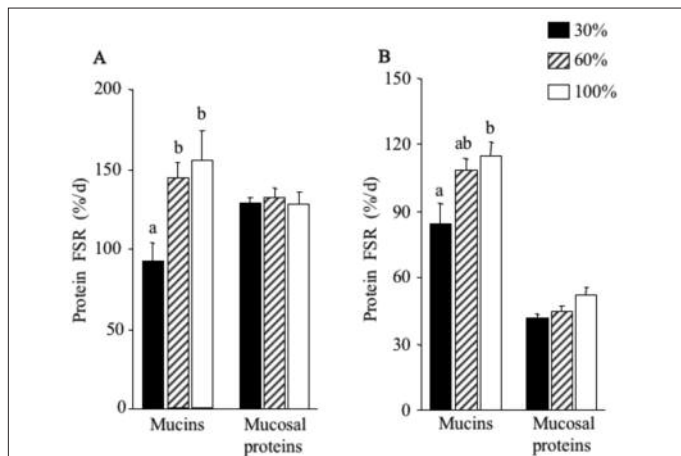 30%
60%
100%
A
200
150
100
50
0
Protein FSR (%/d)
a
b
b
Mucins
Mucosal
proteins
B
150
120
90
60
30
0
Protein FSR (%/d)
a
ab
b
Mucins
Mucosal
proteins